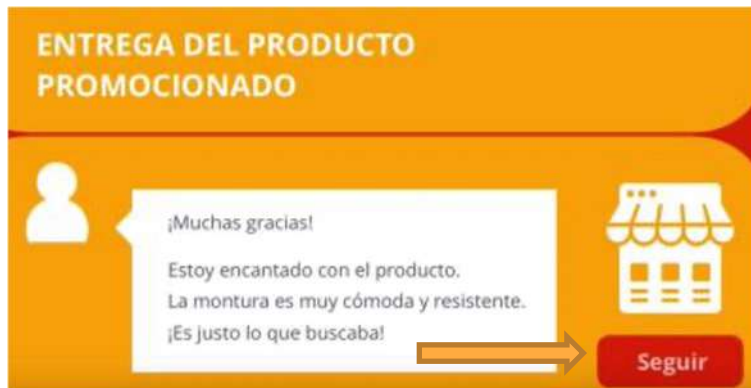 ENTREGA DEL PRODUCTO
PROMOCIONADO
¡Muchas gracias!
Estoy encantado con el producto.
La montura es muy cómoda y resistente.
¡Es justo lo que buscaba!
Seguir